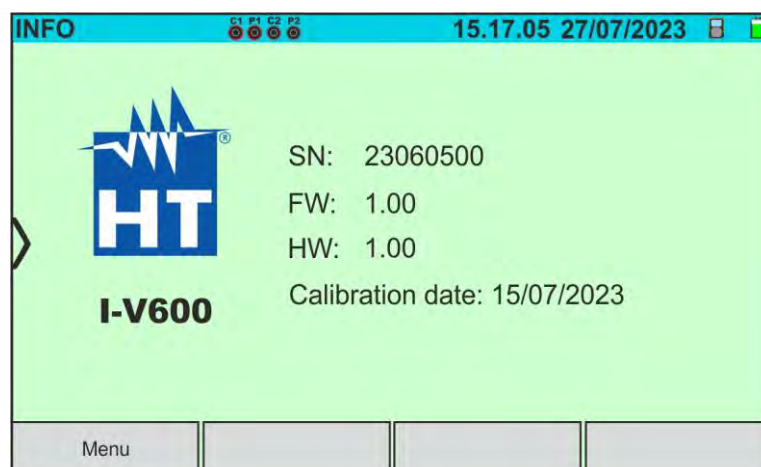 INFO C1 P1 C2 P2 15.17.05 27/07/2023
®
HT
I-V600
SN: 23060500
FW: 1.00
HW: 1.00
Calibration date: 15/07/2023
Menu